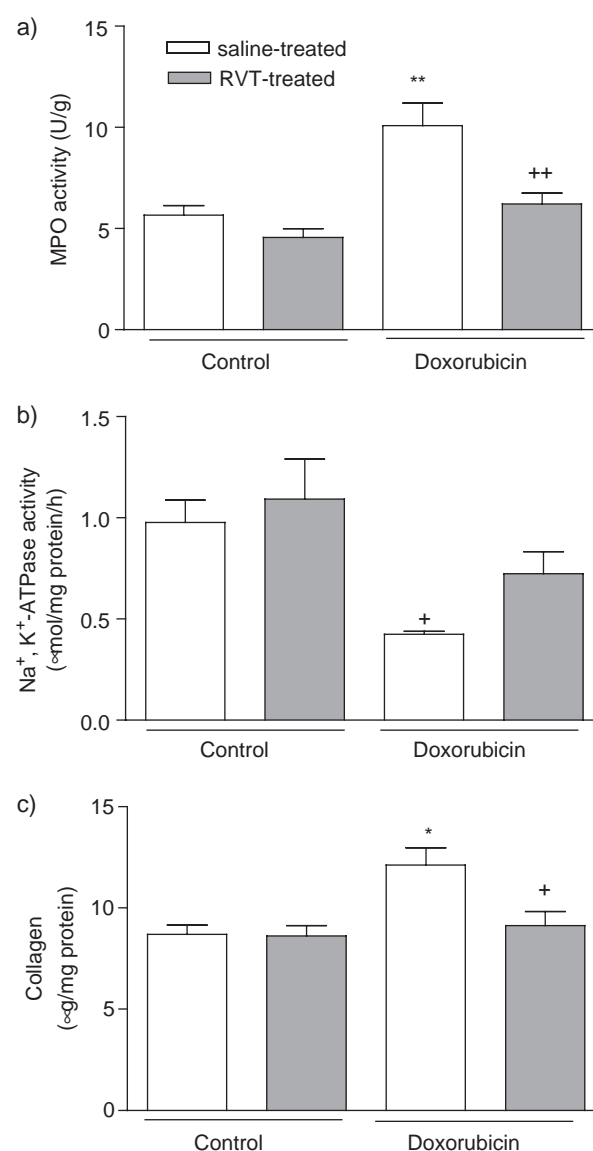 a)
15
saline-treated
RVT-treated
**
10
++
MPO activity (U/g)
5
0
Control
Doxorubicin
b)
1.5
Na⁺, K⁺-ATPase activity
(∝mol/mg protein/h)
1.0
0.5
+
0.0
Control
Doxorubicin
c)
15
*
+
10
Collagen
(∝g/mg protein)
5
0
Control
Doxorubicin